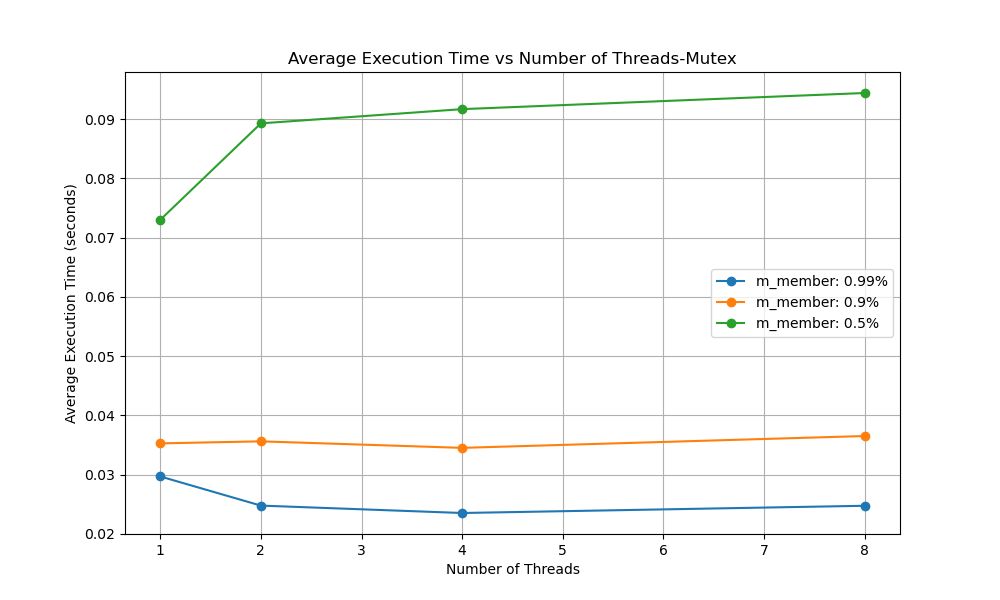 Average Execution Time vs Number of Threads-Mutex
Average Execution Time (seconds)
0.09
0.08
0.07
0.06
0.05
0.04
0.03
0.02
m_member: 0.99%
m_member: 0.9%
m_member: 0.5%
1 2 3 4 5 6 7 8
Number of Threads